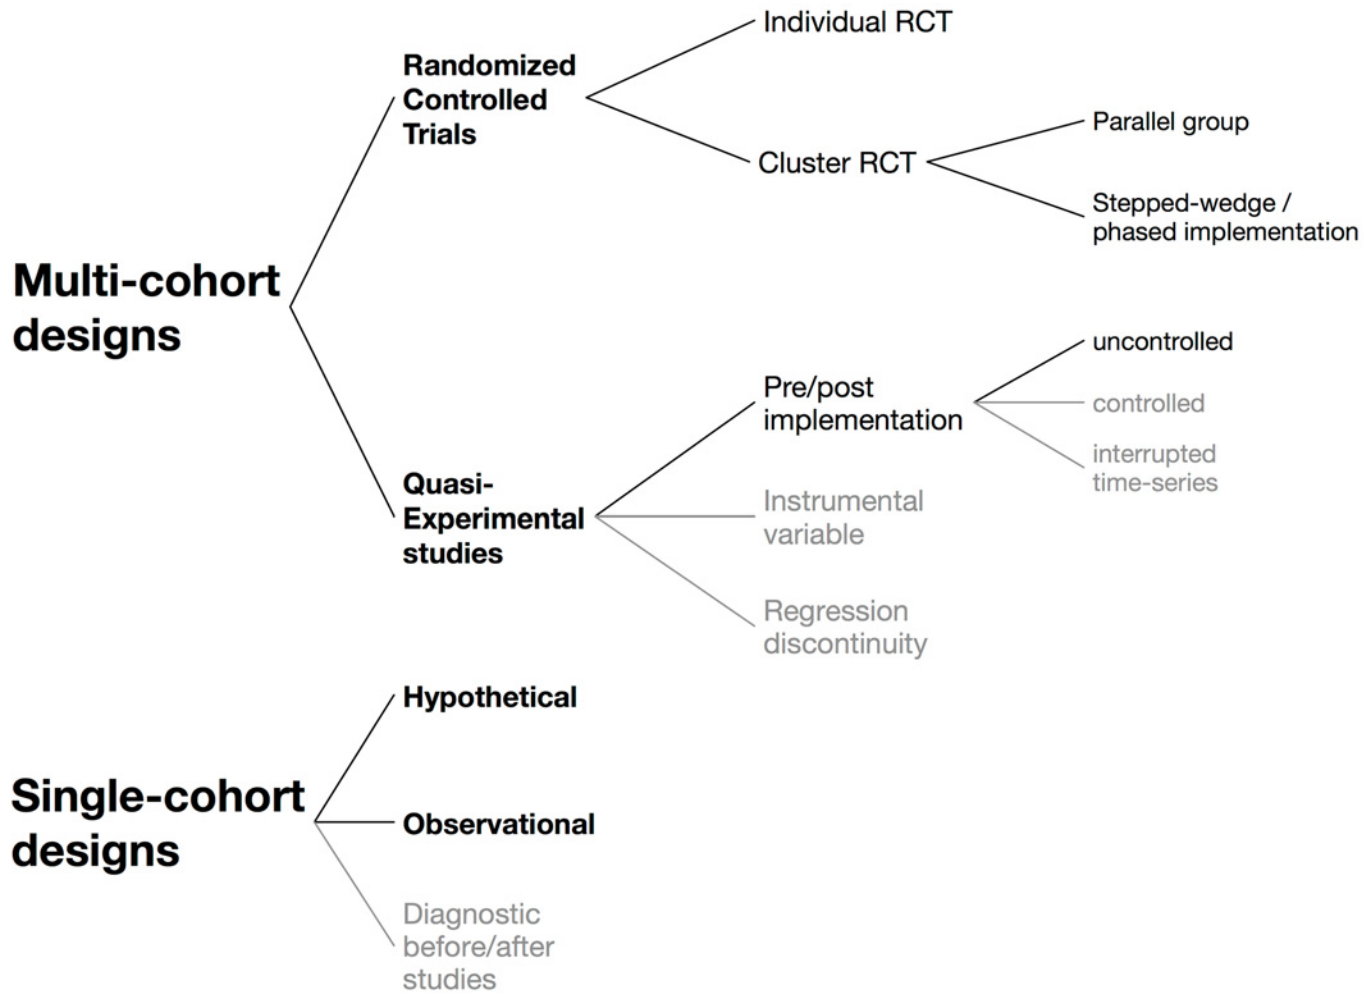 Multi-cohort
designs
Randomized
Controlled
Trials
Individual RCT
Cluster RCT
Parallel group
Stepped-wedge /
phased implementation
Quasi-
Experimental
studies
Pre/post
implementation
uncontrolled
controlled
interrupted
time-series
Instrumental
variable
Regression
discontinuity
Single-cohort
designs
Hypothetical
Observational
Diagnostic
before/after
studies